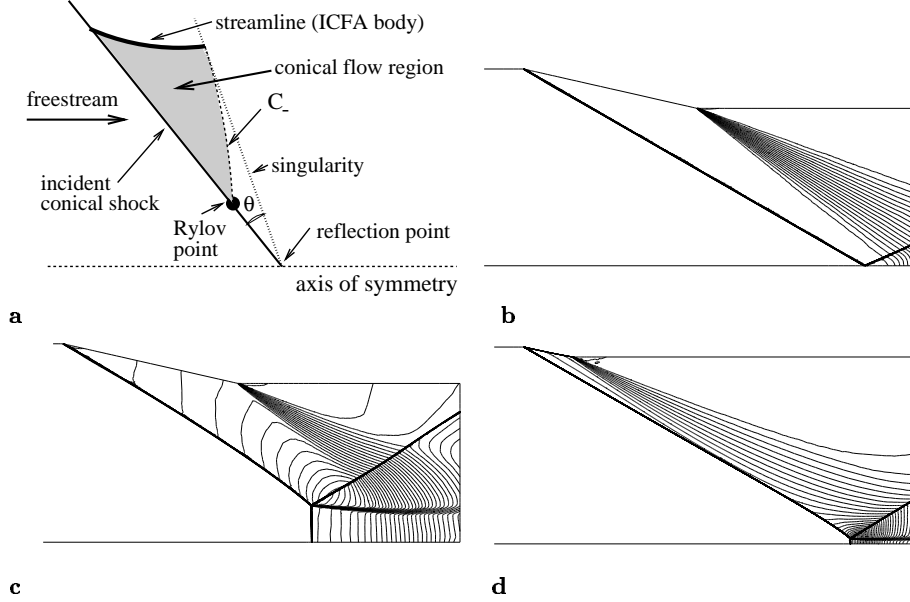 streamline (ICFA body)
conical flow region
freestream
C_
singularity
incident
conical shock
θ
Rylov
point
reflection point
axis of symmetry
a
b
c
d